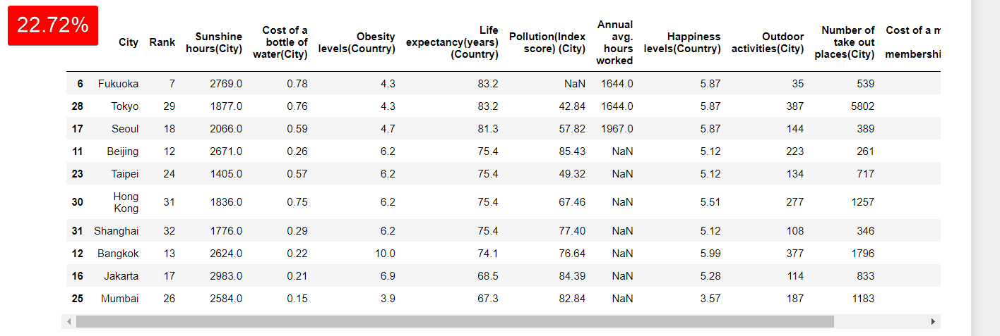 22.72%
City Rank Sunshine hours(City) Cost of a bottle of water(City) Obesity levels(Country) Life expectancy(years) (Country) Pollution(Index score) (City) Annual avg. hours worked Happiness levels(Country) Outdoor activities(City) Number of take out places(City) Cost of a m membershi
6 Fukuoka 7 2769.0 0.78 4.3 83.2 NaN 1644.0 5.87 35 539
28 Tokyo 29 1877.0 0.76 4.3 83.2 42.84 1644.0 5.87 387 5802
17 Seoul 18 2066.0 0.59 4.7 81.3 57.82 1967.0 5.87 144 389
11 Beijing 12 2671.0 0.26 6.2 75.4 85.43 NaN 5.12 223 261
23 Taipei 24 1405.0 0.57 6.2 75.4 49.32 NaN 5.12 134 717
30 Hong Kong 31 1836.0 0.75 6.2 75.4 67.46 NaN 5.51 277 1257
31 Shanghai 32 1776.0 0.29 6.2 75.4 77.40 NaN 5.12 108 346
12 Bangkok 13 2624.0 0.22 10.0 74.1 76.64 NaN 5.99 377 1796
16 Jakarta 17 2983.0 0.21 6.9 68.5 84.39 NaN 5.28 114 833
25 Mumbai 26 2584.0 0.15 3.9 67.3 82.84 NaN 3.57 187 1183